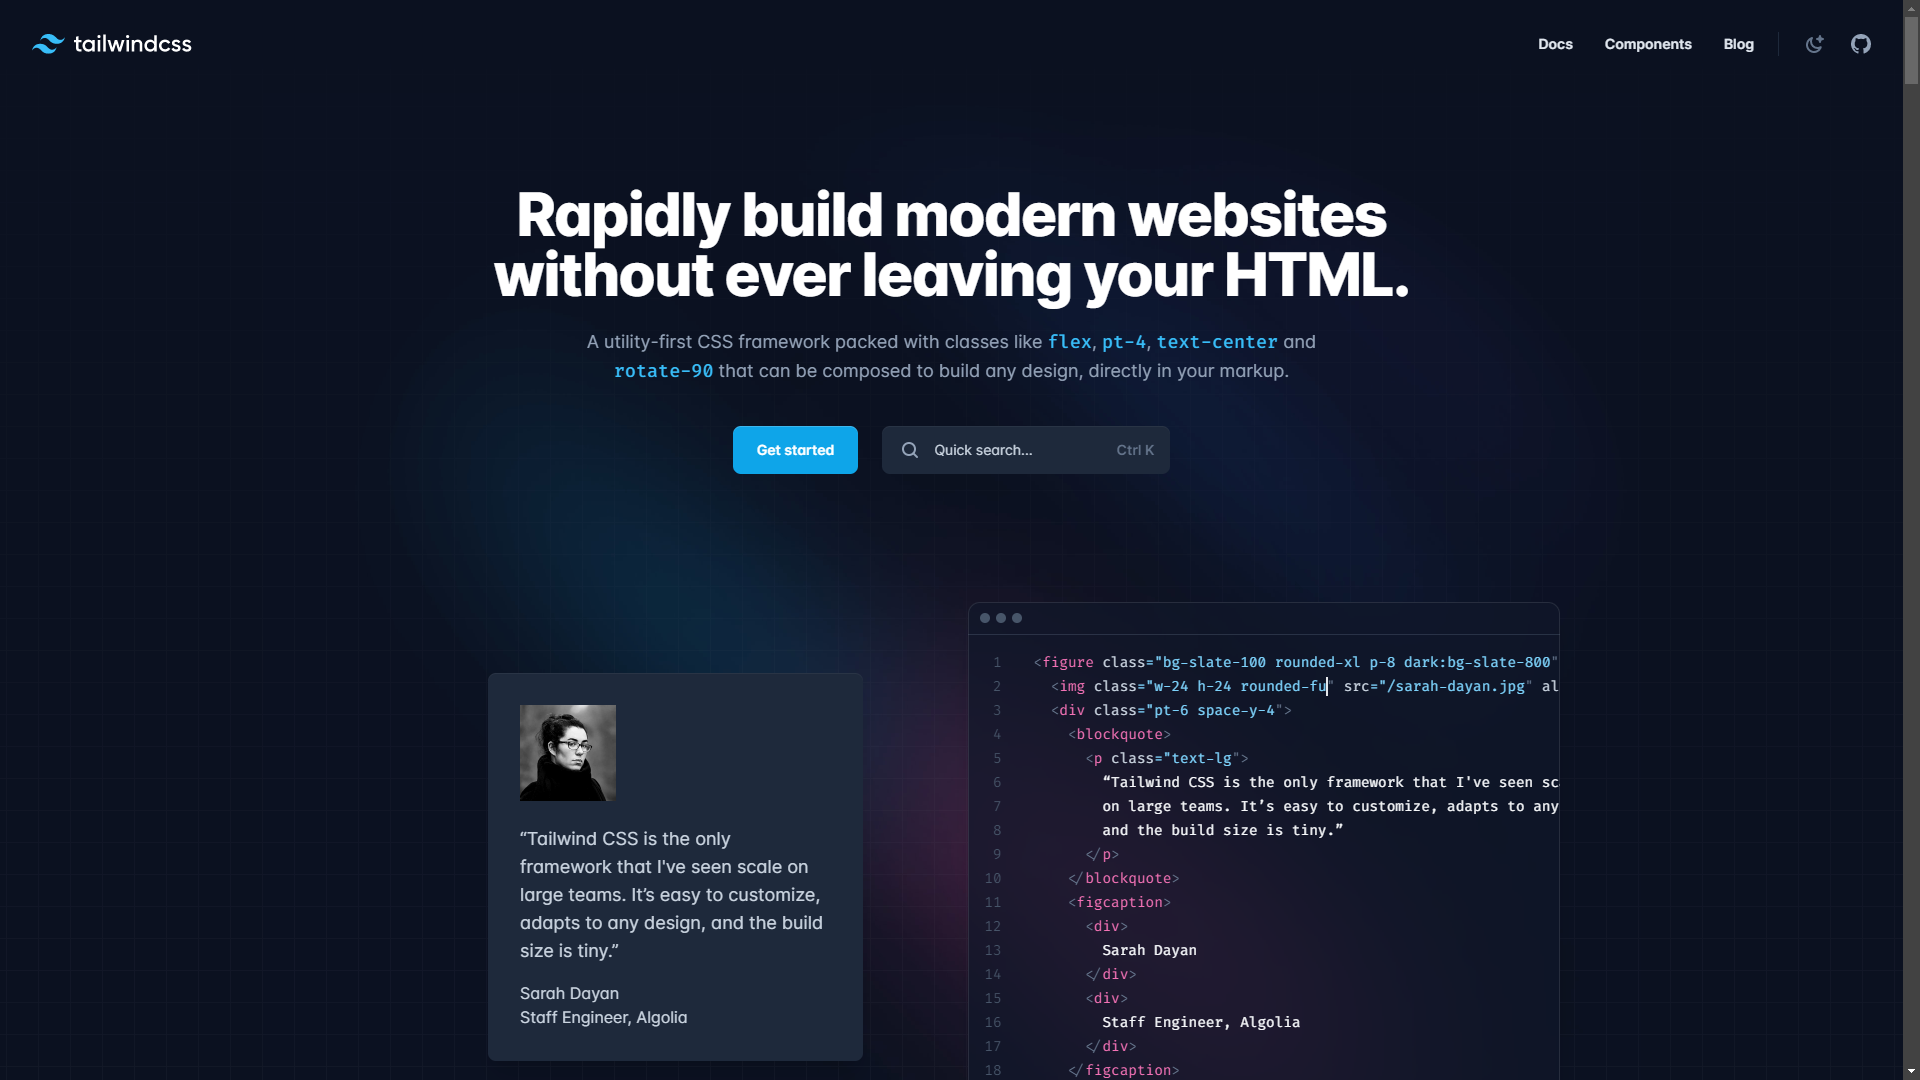 tailwindcss
Docs
Components
Blog
Rapidly build modern websites
without ever leaving your HTML.
A utility-first CSS framework packed with classes like flex, pt-4, text-center and
rotate-90 that can be composed to build any design, directly in your markup.
Get started
Quick search...
Ctrl K
“Tailwind CSS is the only
framework that I've seen scale on
large teams. It’s easy to customize,
adapts to any design, and the build
size is tiny.”
Sarah Dayan
Staff Engineer, Algolia
1 <figure class="bg-slate-100 rounded-xl p-8 dark:bg-slate-800"
2 <img class="w-24 h-24 rounded-fu" src="/sarah-dayan.jpg" al
3 <div class="pt-6 space-y-4">
4 <blockquote>
5 <p class="text-lg">
6 “Tailwind CSS is the only framework that I've seen sc
7 on large teams. It’s easy to customize, adapts to any
8 and the build size is tiny.”
9 </p>
10 </blockquote>
11 <figcaption>
12 <div>
13 Sarah Dayan
14 </div>
15 <div>
16 Staff Engineer, Algolia
17 </div>
18 </figcaption>